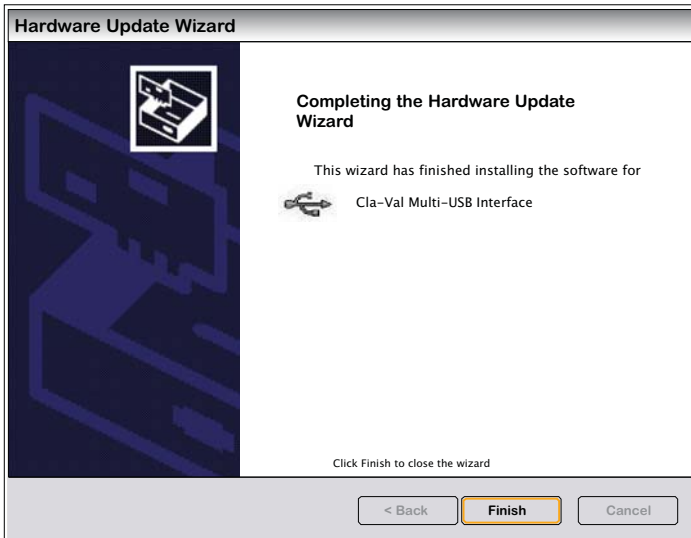 Hardware Update Wizard
Completing the Hardware Update
Wizard
This wizard has finished installing the software for
Cla-Val Multi-USB Interface
Click Finish to close the wizard
< Back
Finish
Cancel